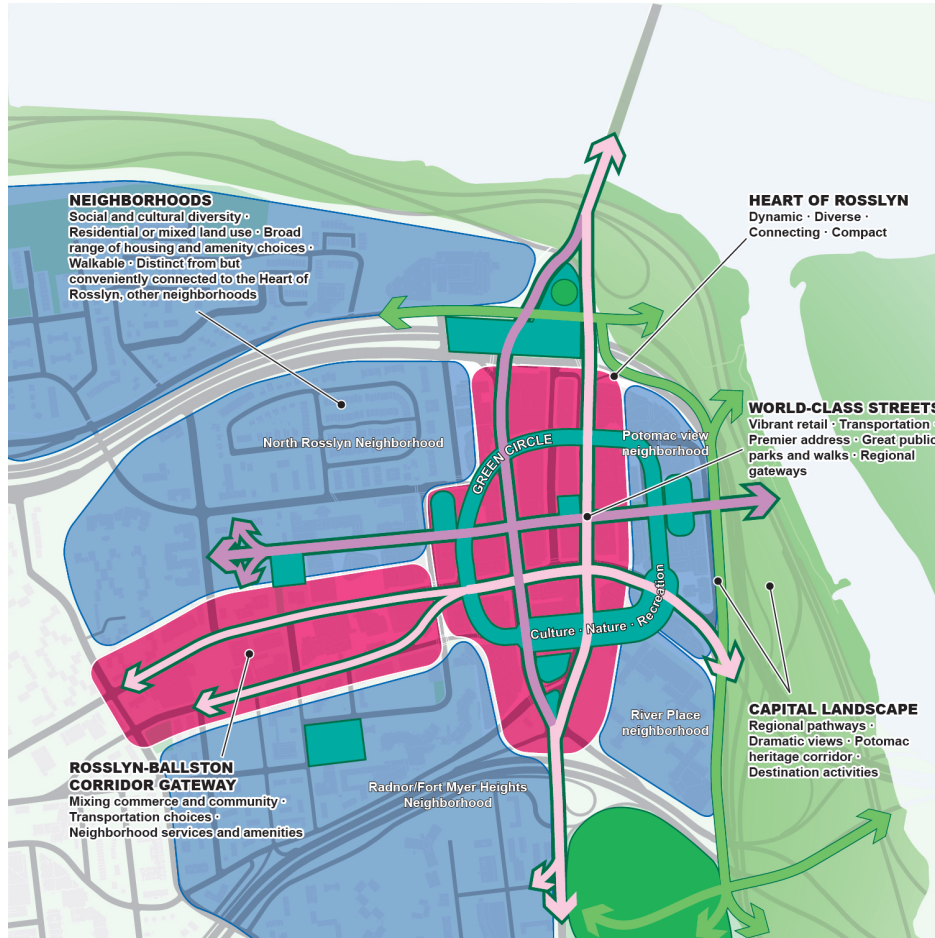 NEIGHBORHOODS
Social and cultural diversity ·
Residential or mixed land use · Broad
range of housing and amenity choices ·
Walkable · Distinct from but
conveniently connected to the Heart of
Rosslyn, other neighborhoods
HEART OF ROSSLYN
Dynamic · Diverse ·
Connecting · Compact
WORLD-CLASS STREETS
Vibrant retail · Transportation ·
Premier address · Great public
parks and walks · Regional
gateways
North Rosslyn Neighborhood
Potomac view
neighborhood
GREEN CIRCLE
Culture · Nature · Recreation
CAPITAL LANDSCAPE
Regional pathways ·
Dramatic views · Potomac
heritage corridor ·
Destination activities
River Place
neighborhood
ROSSLYN-BALLSTON
CORRIDOR GATEWAY
Mixing commerce and community ·
Transportation choices ·
Neighborhood services and amenities
Radnor/Fort Myer Heights
Neighborhood